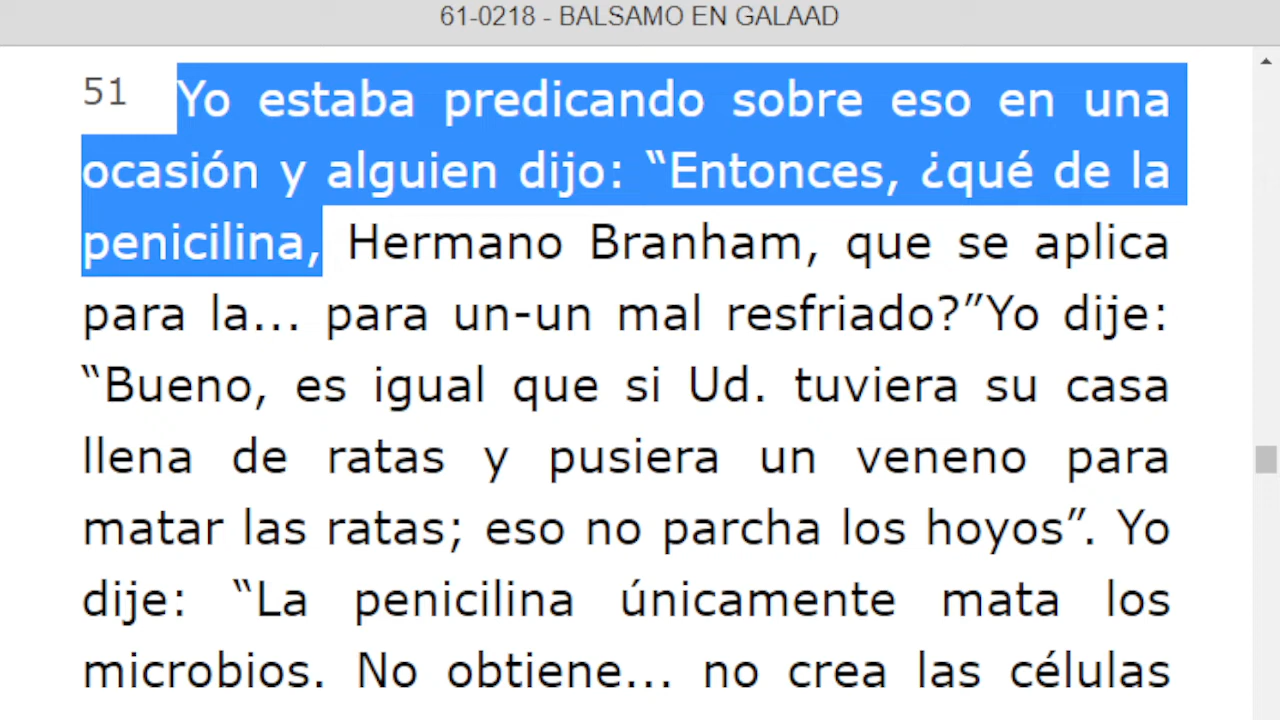 61-0218 - BALSAMO EN GALAAD
51 Yo estaba predicando sobre eso en una
ocasión y alguien dijo: “Entonces, ¿qué de la
penicilina, Hermano Branham, que se aplica
para la... para un-un mal resfriado?”Yo dije:
“Bueno, es igual que si Ud. tuviera su casa
llena de ratas y pusiera un veneno para
matar las ratas; eso no parcha los hoyos”. Yo
dije: “La penicilina únicamente mata los
microbios. No obtiene... no crea las células